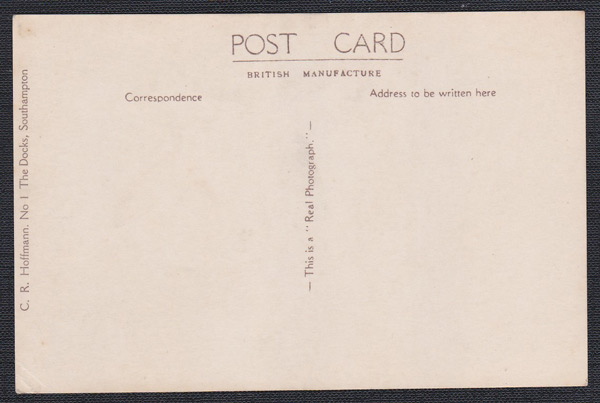 POST CARD
BRITISH MANUFACTURE
Correspondence
Address to be written here
— This is a "Real Photograph." —
C. R. Hoffmann. No 1 The Docks, Southampton